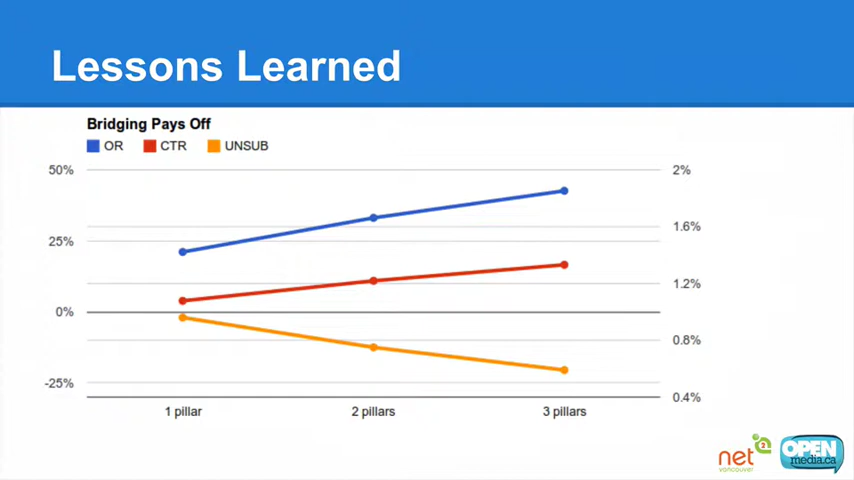 Lessons Learned
Bridging Pays Off
OR CTR UNSUB
50% 2%
1.6%
25%
1.2%
0%
0.8%
-25%
0.4%
1 pillar 2 pillars 3 pillars
net2
vancouver
OPEN
media.ca